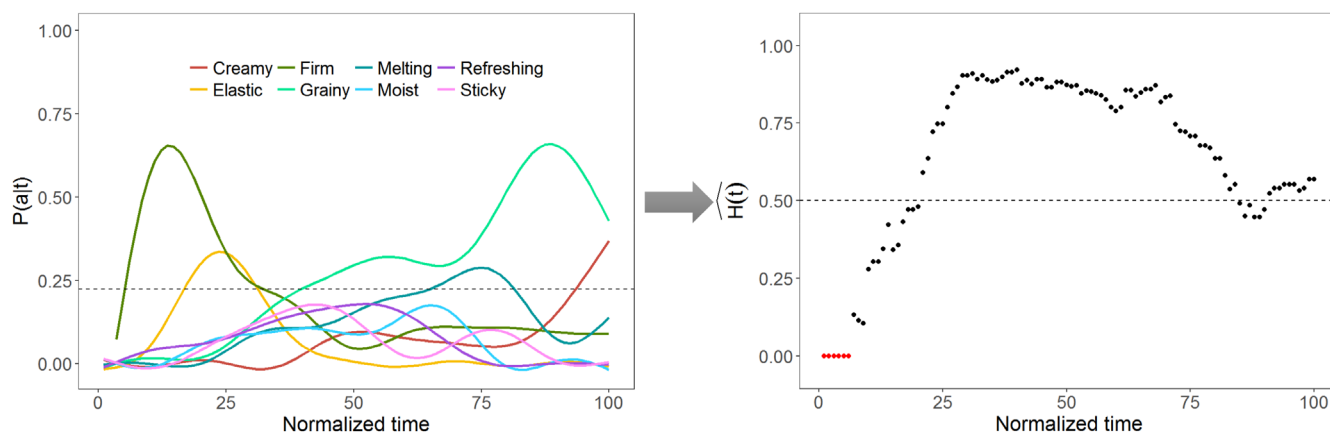 1.00
0.75
0.50
0.25
0.00
P(a|t)
Creamy Firm Melting Refreshing
Elastic Grainy Moist Sticky
0 25 50 75 100
Normalized time
1.00
0.75
0.50
0.25
0.00
H(t)
0 25 50 75 100
Normalized time